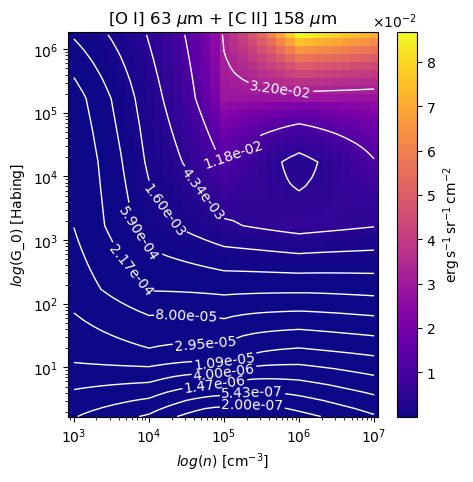 [O I] 63 μm + [C II] 158 μm
×10⁻²
10⁶
10⁵
10⁴
10³
10²
10¹
log(G_0) [Habing]
10³ 10⁴ 10⁵ 10⁶ 10⁷
log(n) [cm⁻³]
3.20e-02
1.18e-02
4.34e-03
1.60e-03
5.90e-04
2.17e-04
8.00e-05
2.95e-05
1.09e-05
4.00e-06
1.47e-06
5.43e-07
2.00e-07
8
7
6
5
4
3
2
1
erg s⁻¹ sr⁻¹ cm⁻²